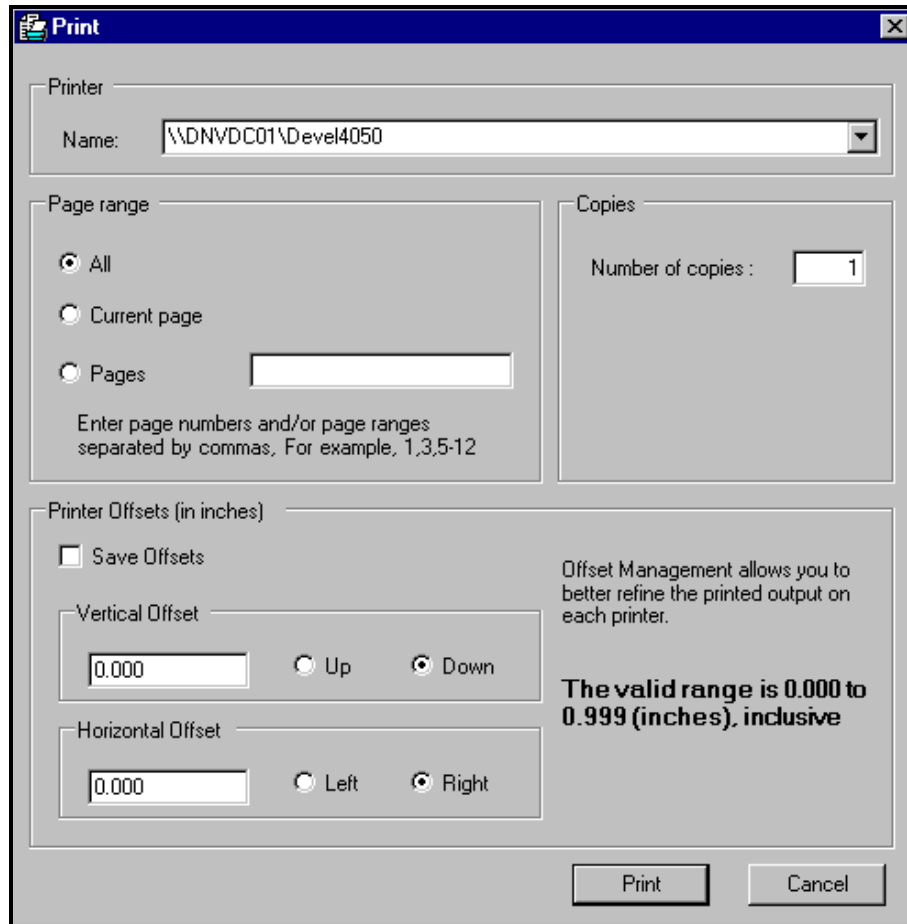 Print
Printer
Name: \\DNVDC01\Devel4050
Page range
All
Current page
Pages
Enter page numbers and/or page ranges
separated by commas, For example, 1,3,5-12
Copies
Number of copies : 1
Printer Offsets (in inches)
Save Offsets
Vertical Offset
0.000 Up Down
Horizontal Offset
0.000 Left Right
Offset Management allows you to
better refine the printed output on
each printer.
The valid range is 0.000 to
0.999 (inches), inclusive
Print Cancel